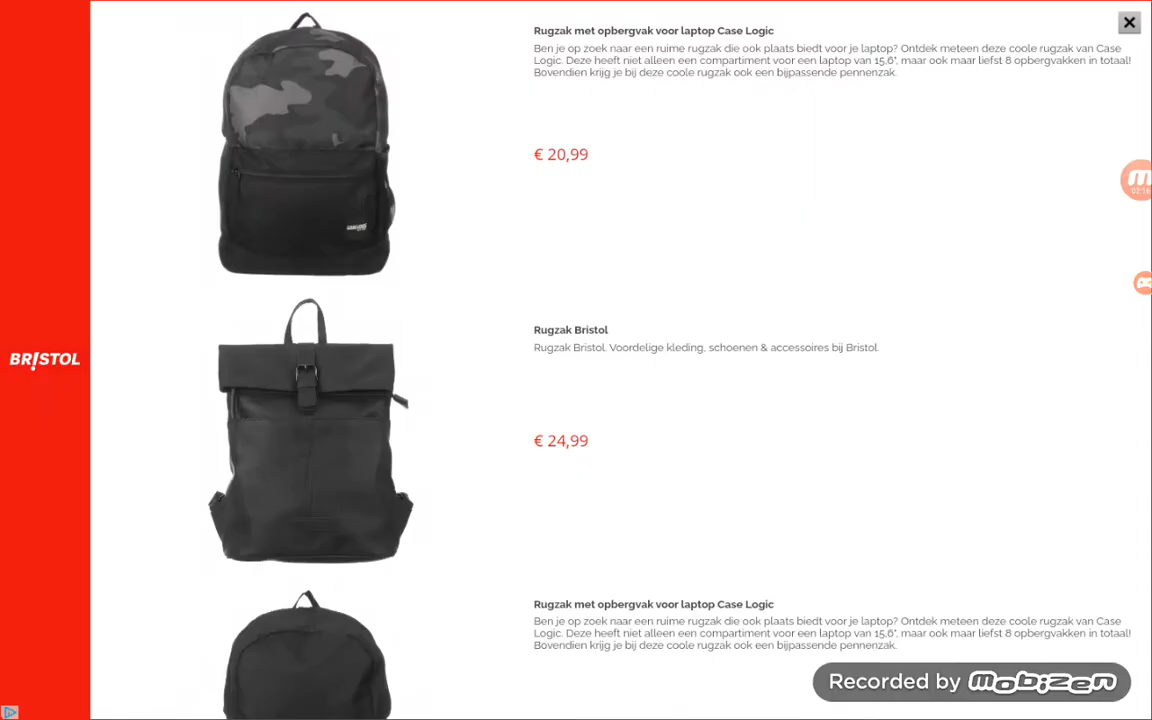 Rugzak met opbergvak voor laptop Case Logic
Ben je op zoek naar een ruime rugzak die ook plaats biedt voor je laptop? Ontdek meteen deze coole rugzak van Case
Logic. Deze heeft niet alleen een compartiment voor een laptop van 15,6", maar ook maar liefst 8 opbergvakken in totaal!
Bovendien krijg je bij deze coole rugzak ook een bijpassende pennenzak.
€ 20,99
02:16
BR!STOL
Rugzak Bristol
Rugzak Bristol. Voordelige kleding, schoenen & accessoires bij Bristol.
€ 24,99
Rugzak met opbergvak voor laptop Case Logic
Ben je op zoek naar een ruime rugzak die ook plaats biedt voor je laptop? Ontdek meteen deze coole rugzak van Case
Logic. Deze heeft niet alleen een compartiment voor een laptop van 15,6", maar ook maar liefst 8 opbergvakken in totaal!
Bovendien krijg je bij deze coole rugzak ook een bijpassende pennenzak.
Recorded by mobizen